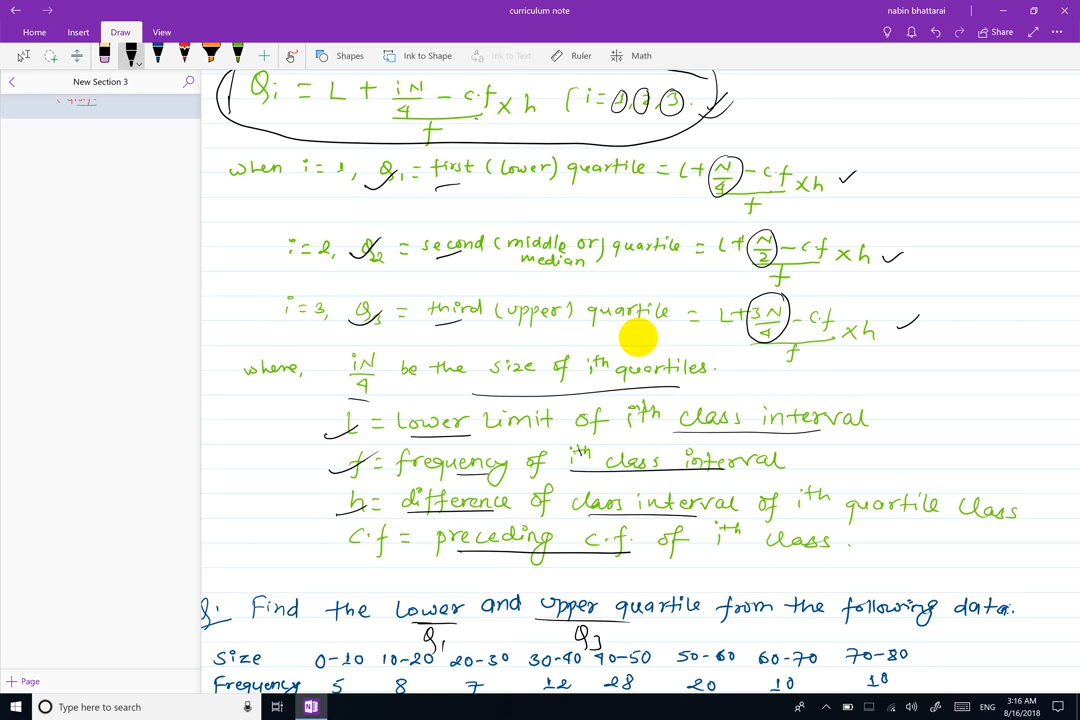 curriculum note
nabin bhattarai
Home Insert Draw View
Share
Shapes Ink to Shape Ink to Text Ruler Math
New Section 3
Qi = L + iN/4 - c.f / f × h [i = 1, 2, 3.
when i = 1, Q1 = first (lower) quartile = L + N/4 - c.f / f × h
i = 2, Q2 = second (middle or median) quartile = L + N/2 - c.f / f × h
i = 3, Q3 = third (upper) quartile = L + 3N/4 - c.f / f × h
where, iN/4 be the size of ith quartiles.
L = lower limit of ith class interval
f = frequency of ith class interval
h = difference of class interval of ith quartile class
c.f = preceding c.f. of ith class.
Q. Find the lower and upper quartile from the following data.
Q1 Q3
Size 0-10 10-20 20-30 30-40 40-50 50-60 60-70 70-80
Frequency 5 8 7 12 28 20 10 10
Page
Type here to search
ENG
3:16 AM
8/16/2018